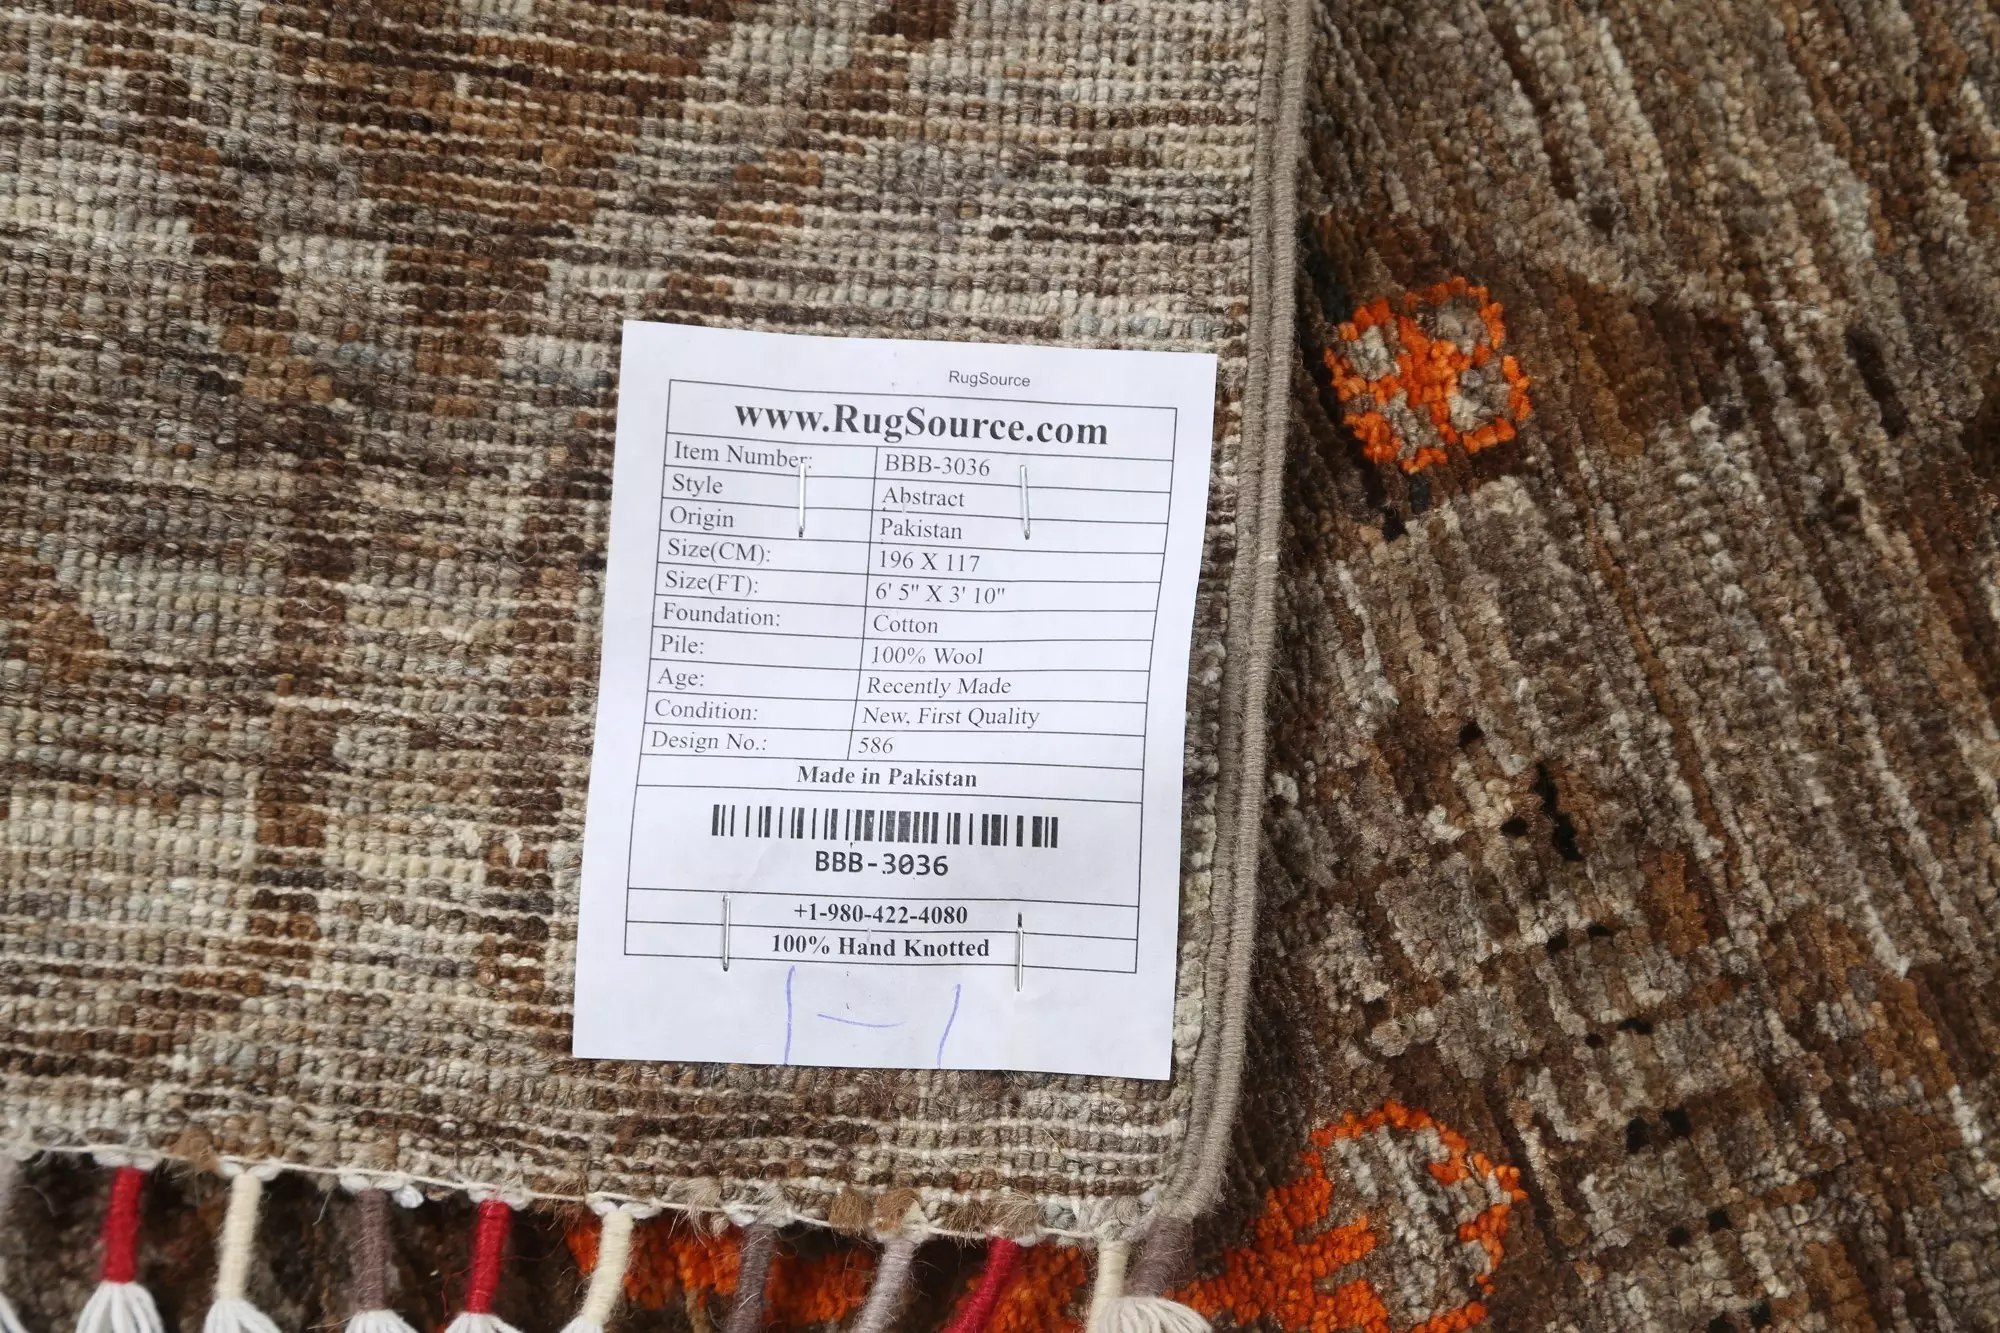 RugSource
www.RugSource.com
Item Number: BBB-3036
Style Abstract
Origin Pakistan
Size(CM): 196 X 117
Size(FT): 6' 5" X 3' 10"
Foundation: Cotton
Pile: 100% Wool
Age: Recently Made
Condition: New, First Quality
Design No.: 586
Made in Pakistan
BBB-3036
+1-980-422-4080
100% Hand Knotted
1-1